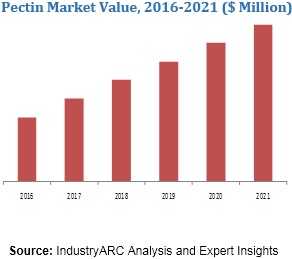 Pectin Market Value, 2016-2021 ($ Million)
2016 2017 2018 2019 2020 2021
Source: IndustryARC Analysis and Expert Insights